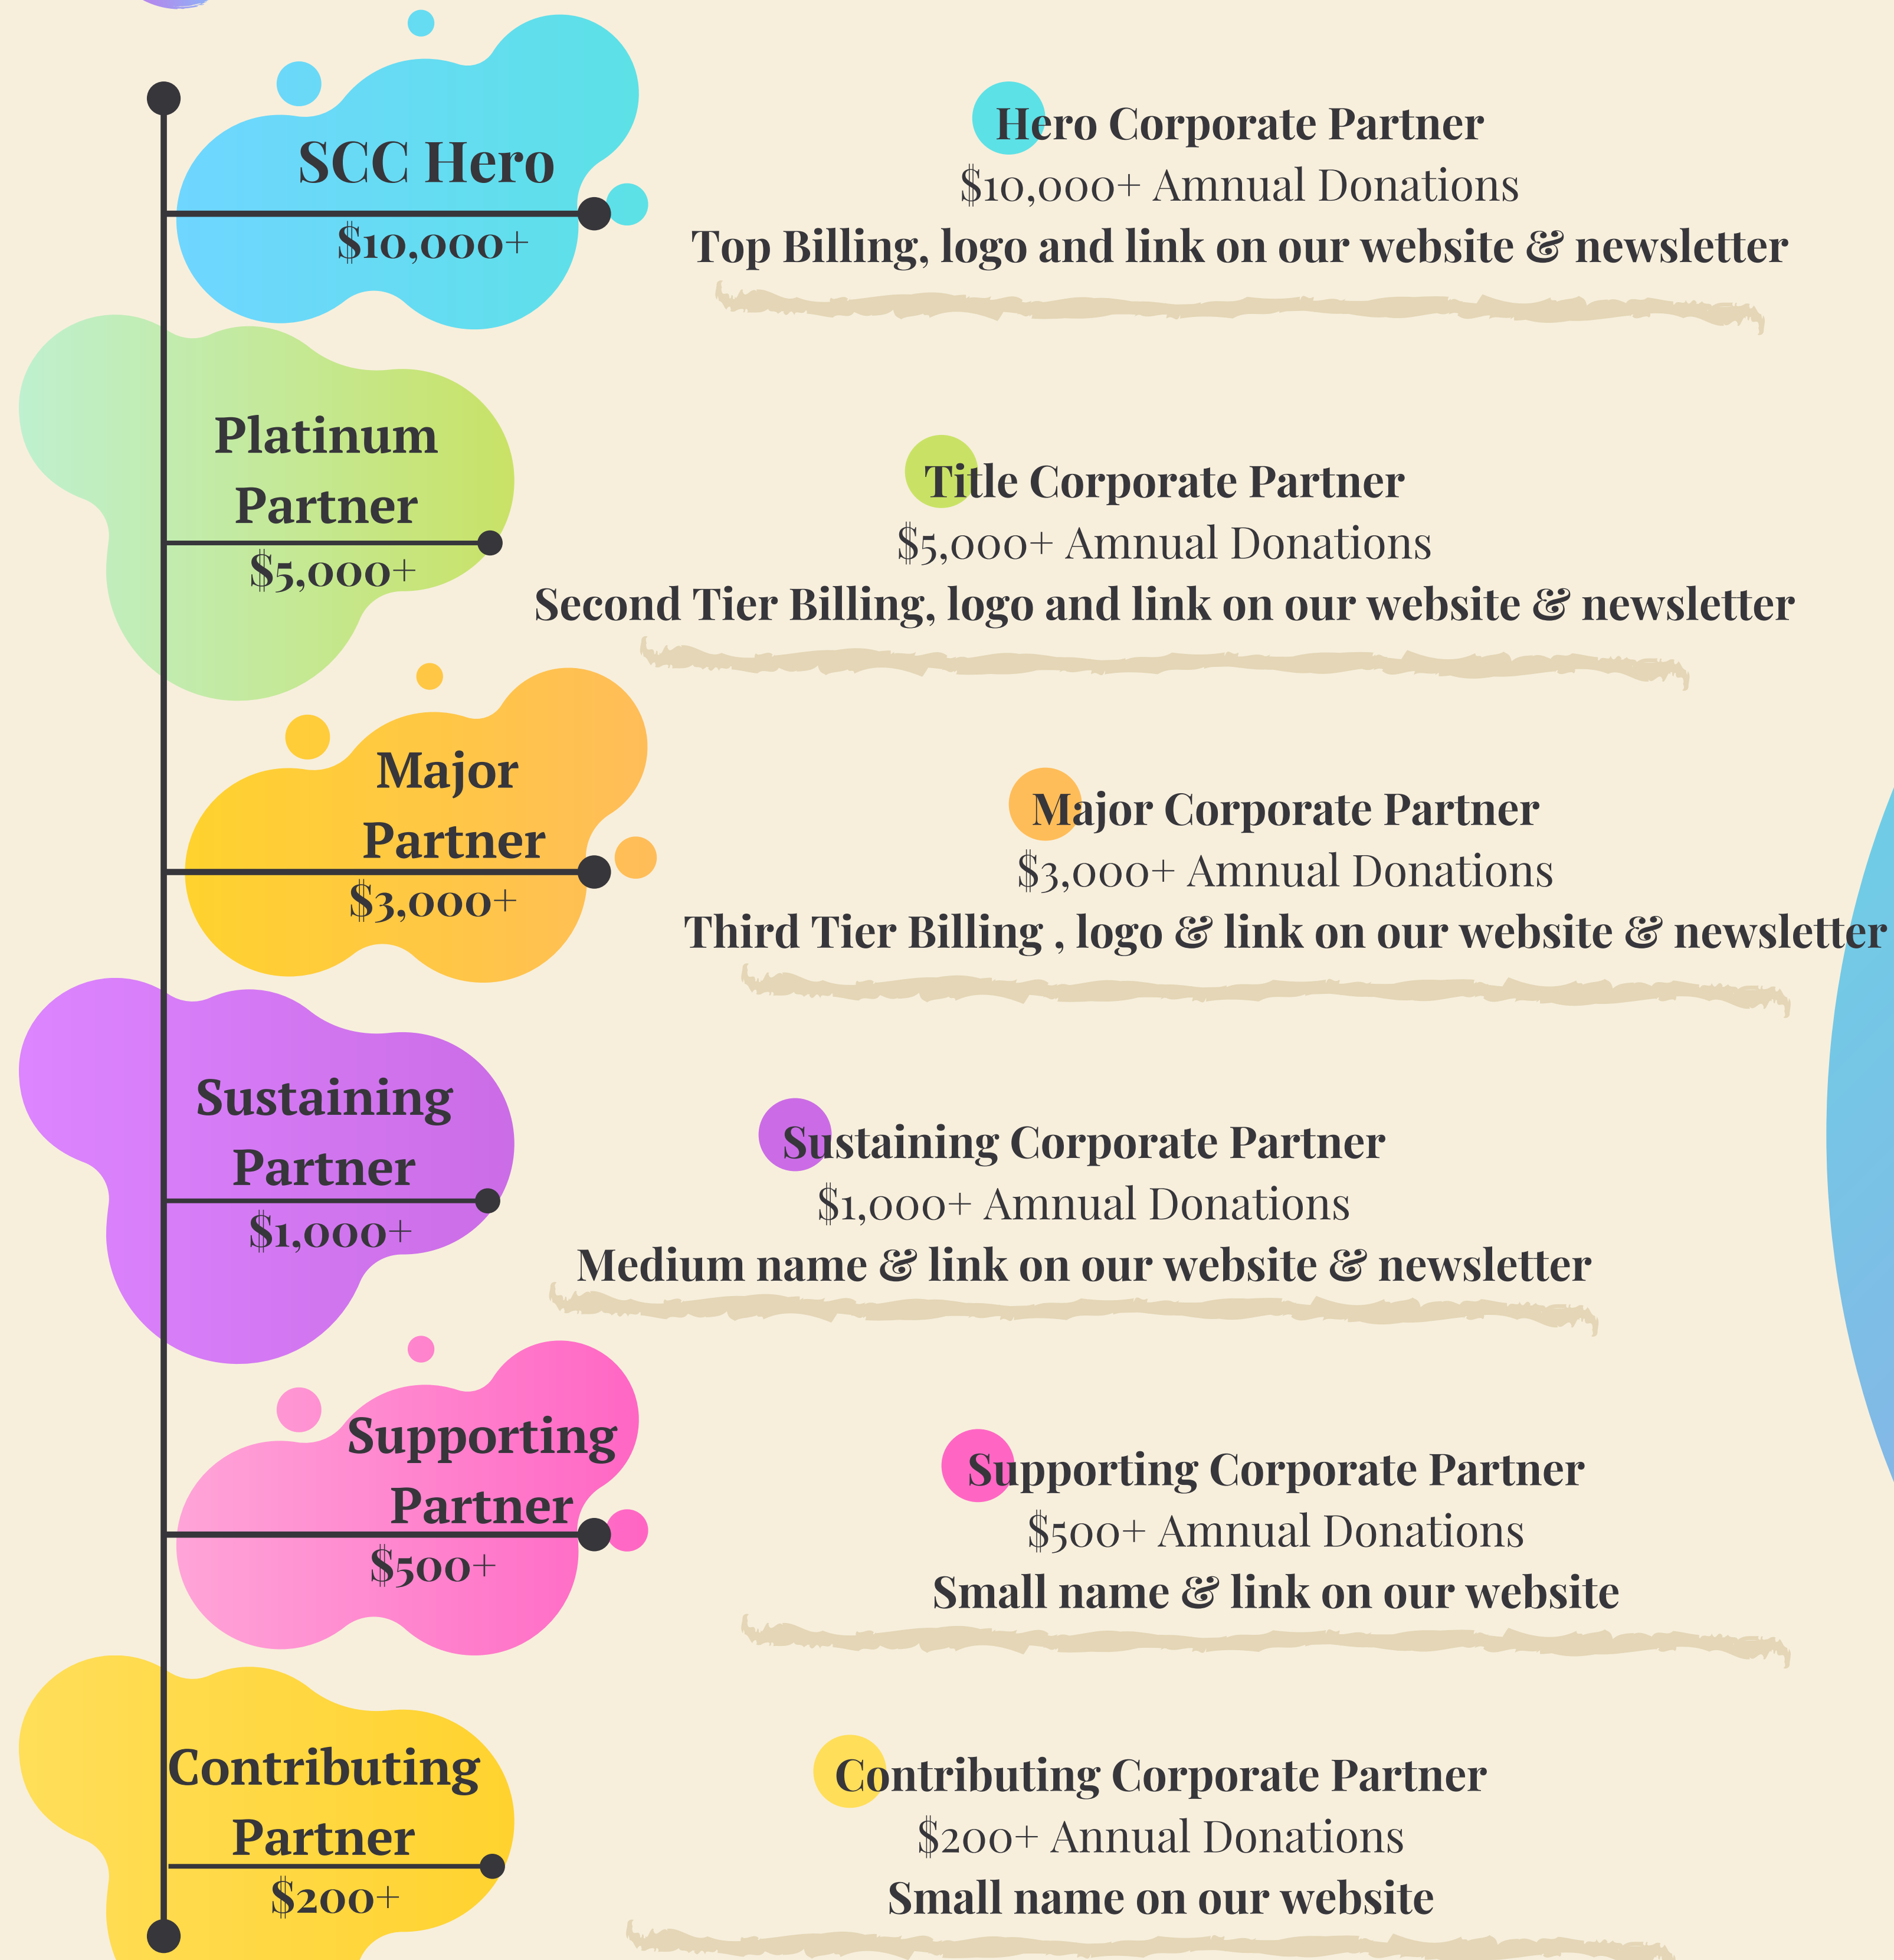 SCC Hero
$10,000+
Hero Corporate Partner
$10,000+ Amnual Donations
Top Billing, logo and link on our website & newsletter
Platinum
Partner
$5,000+
Title Corporate Partner
$5,000+ Amnual Donations
Second Tier Billing, logo and link on our website & newsletter
Major
Partner
$3,000+
Major Corporate Partner
$3,000+ Amnual Donations
Third Tier Billing , logo & link on our website & newsletter
Sustaining
Partner
$1,000+
Sustaining Corporate Partner
$1,000+ Amnual Donations
Medium name & link on our website & newsletter
Supporting
Partner
$500+
Supporting Corporate Partner
$500+ Amnual Donations
Small name & link on our website
Contributing
Partner
$200+
Contributing Corporate Partner
$200+ Annual Donations
Small name on our website